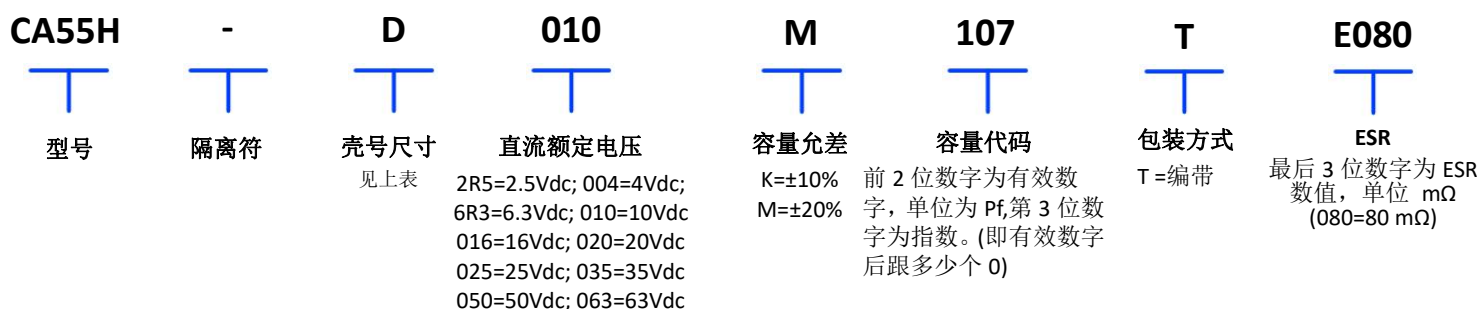 CA55H - D 010 M 107 T E080
型号 隔离符 壳号尺寸 直流额定电压 容量允差 容量代码 包装方式 ESR
见上表
2R5=2.5Vdc; 004=4Vdc;
6R3=6.3Vdc; 010=10Vdc
016=16Vdc; 020=20Vdc
025=25Vdc; 035=35Vdc
050=50Vdc; 063=63Vdc
K=±10%
M=±20%
前 2 位数字为有效数
字，单位为 Pf,第 3 位数
字为指数。(即有效数字
后跟多少个 0)
T =编带
最后 3 位数字为 ESR
数值，单位 mΩ
(080=80 mΩ)